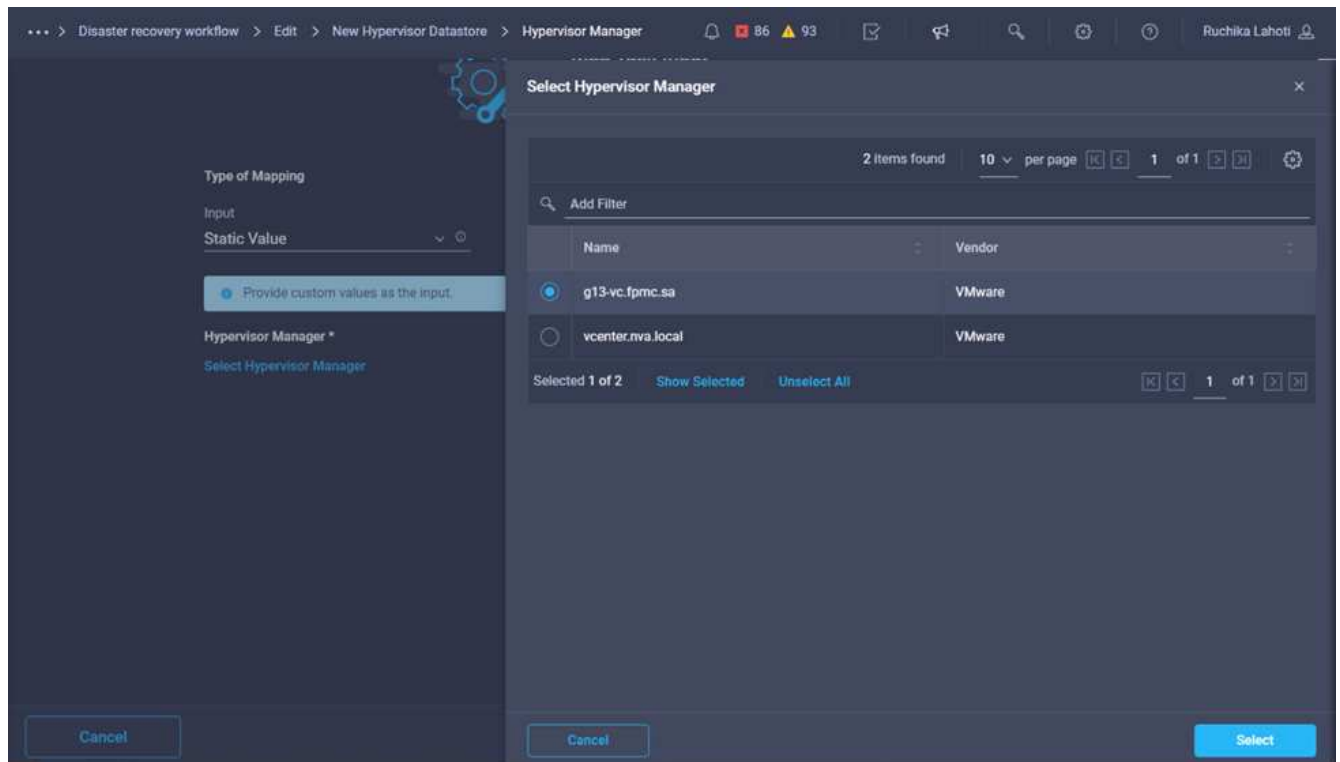 ••• > Disaster recovery workflow > Edit > New Hypervisor Datastore > Hypervisor Manager 86 93 Ruchika Lahoti
Select Hypervisor Manager
2 items found 10 per page 1 of 1
Type of Mapping
Add Filter
Input
Static Value
Name Vendor
Provide custom values as the input.
g13-vc.fpmc.sa VMware
Hypervisor Manager *
vcenter.nva.local VMware
Select Hypervisor Manager
Selected 1 of 2 Show Selected Unselect All 1 of 1
Cancel
Cancel Select